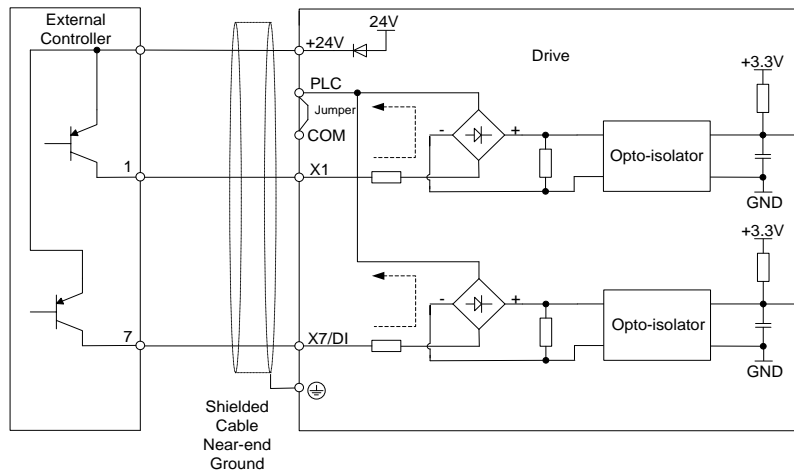 External
Controller
1
7
Shielded
Cable
Near-end
Ground
24V
+24V
Drive
PLC
Jumper
COM
X1
- +
Opto-isolator
+3.3V
GND
X7/DI
- +
Opto-isolator
+3.3V
GND